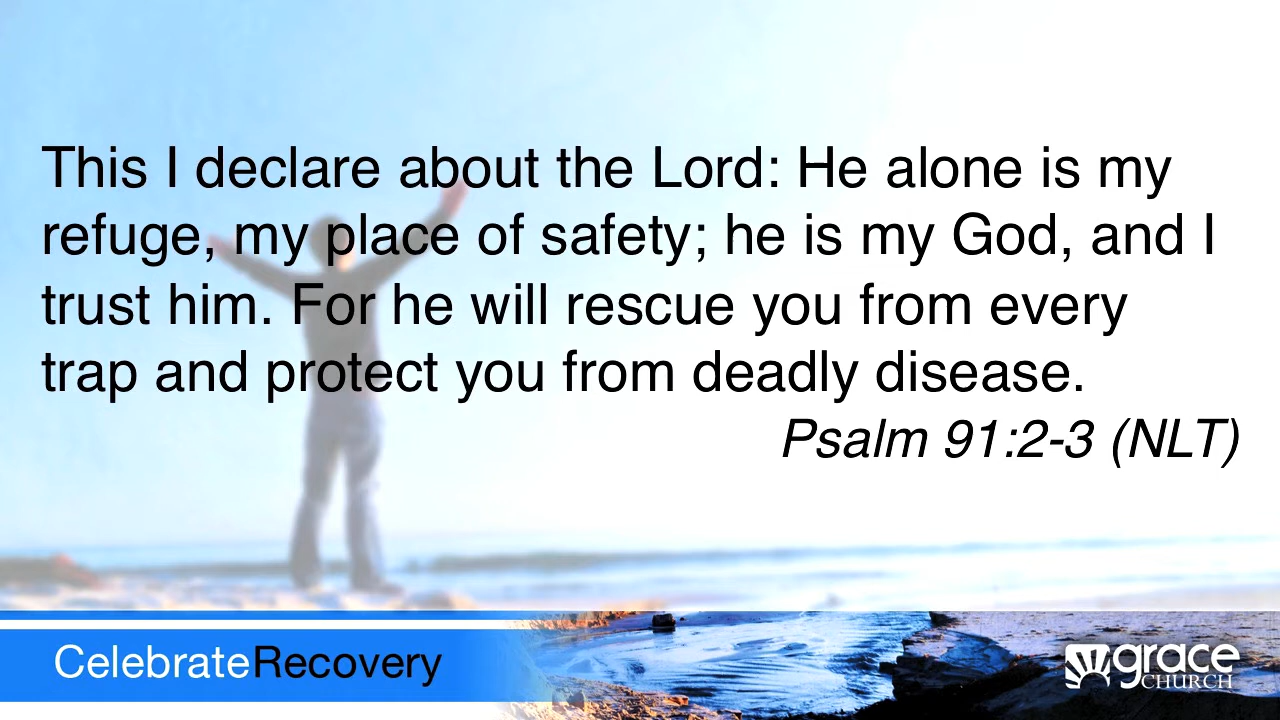 This I declare about the Lord: He alone is my
refuge, my place of safety; he is my God, and I
trust him. For he will rescue you from every
trap and protect you from deadly disease.
Psalm 91:2-3 (NLT)
CelebrateRecovery
grace
CHURCH